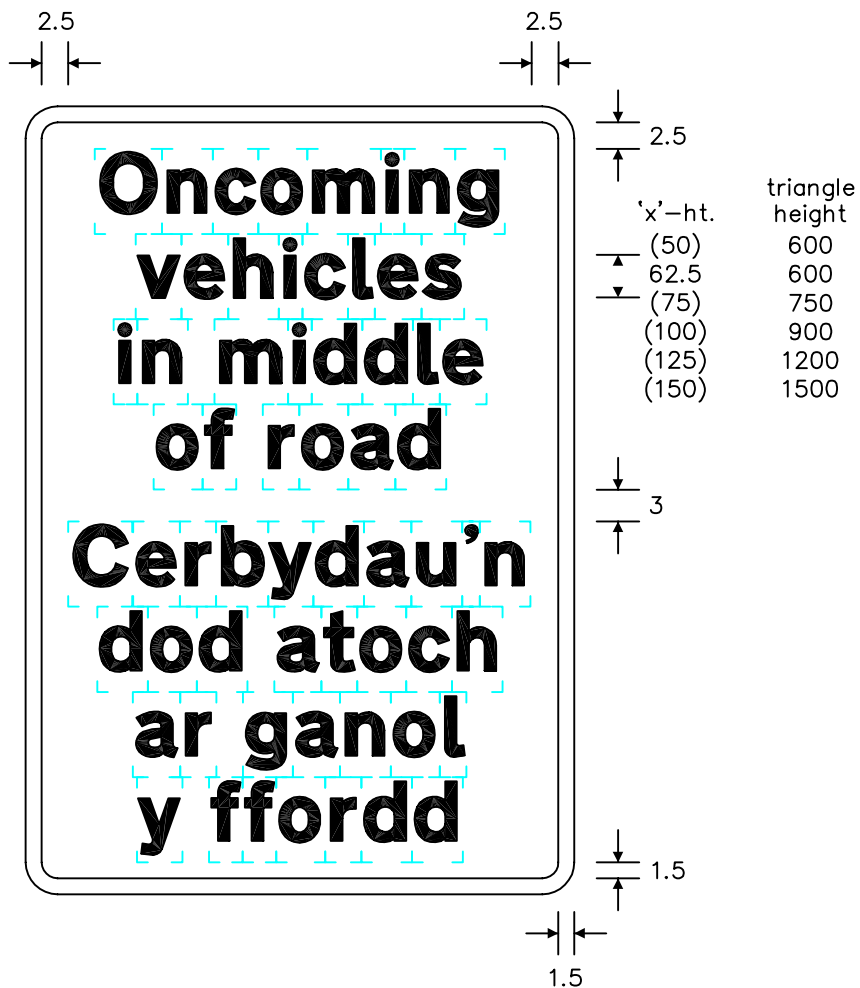 2.5 2.5
2.5
Oncoming
vehicles
in middle
of road
3
Cerbydau’n
dod atoch
ar ganol
y ffordd
1.5
1.5
‘x’–ht. triangle height
(50) 600
62.5 600
(75) 750
(100) 900
(125) 1200
(150) 1500